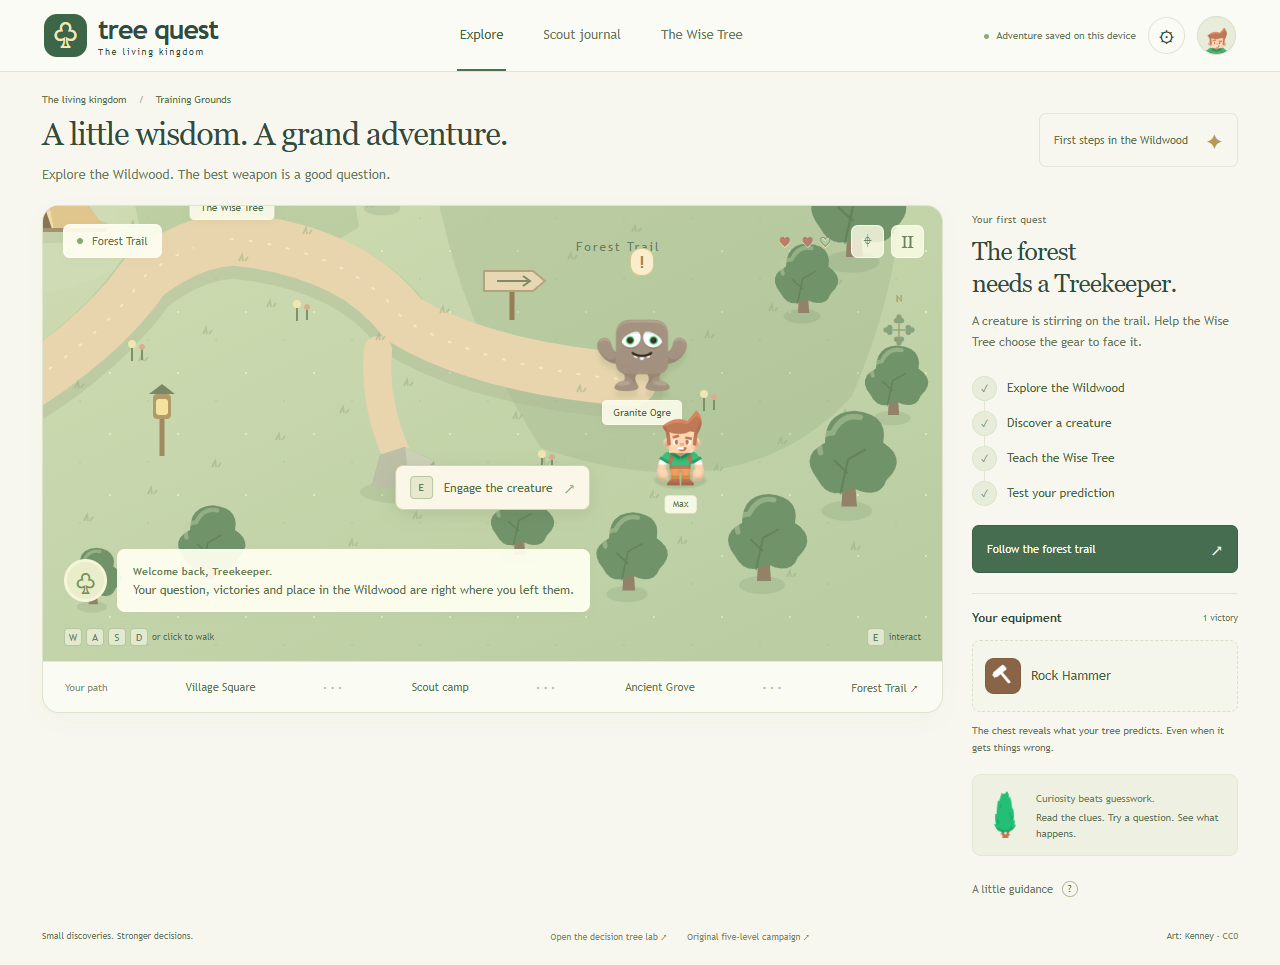 tree quest
The living kingdom
Explore
Scout journal
The Wise Tree
Adventure saved on this device
The living kingdom / Training Grounds
A little wisdom. A grand adventure.
Explore the Wildwood. The best weapon is a good question.
First steps in the Wildwood
The Wise Tree
Forest Trail
Forest Trail
!
II
N
Granite Ogre
E Engage the creature ↗
Max
Welcome back, Treekeeper.
Your question, victories and place in the Wildwood are right where you left them.
W A S D or click to walk
E interact
Your path
Village Square
Scout camp
Ancient Grove
Forest Trail ↗
Your first quest
The forest
needs a Treekeeper.
A creature is stirring on the trail. Help the Wise
Tree choose the gear to face it.
✓ Explore the Wildwood
✓ Discover a creature
✓ Teach the Wise Tree
✓ Test your prediction
Follow the forest trail ↗
Your equipment
1 victory
Rock Hammer
The chest reveals what your tree predicts. Even when it
gets things wrong.
Curiosity beats guesswork.
Read the clues. Try a question. See what
happens.
A little guidance ?
Small discoveries. Stronger decisions.
Open the decision tree lab ↗
Original five-level campaign ↗
Art: Kenney · CC0